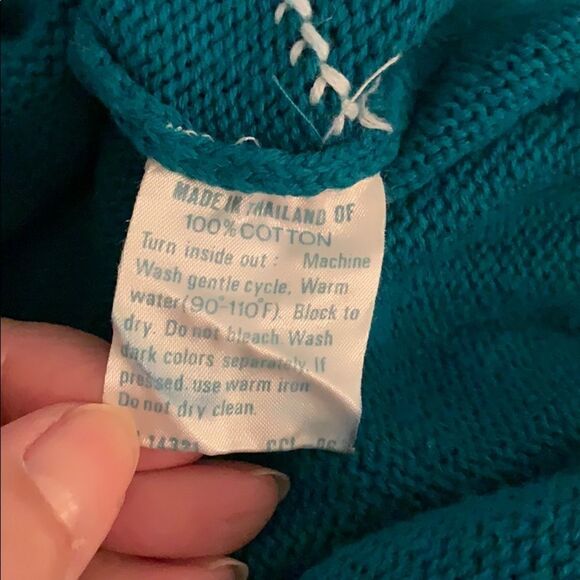 MADE IN THAILAND OF
100% COTTON
Turn inside out : Machine
Wash gentle cycle. Warm
water (90°-110°F). Block to
dry. Do not bleach. Wash
dark colors separately. If
pressed, use warm iron
Do not dry clean.